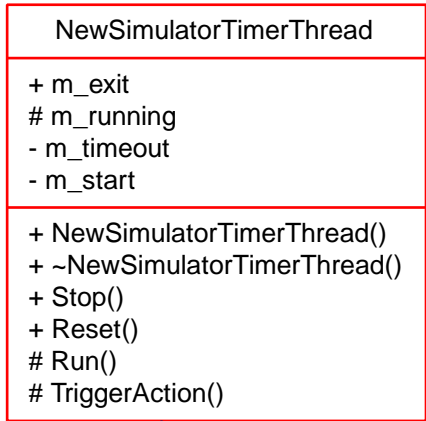 NewSimulatorTimerThread
+ m_exit
# m_running
- m_timeout
- m_start
+ NewSimulatorTimerThread()
+ ~NewSimulatorTimerThread()
+ Stop()
+ Reset()
# Run()
# TriggerAction()